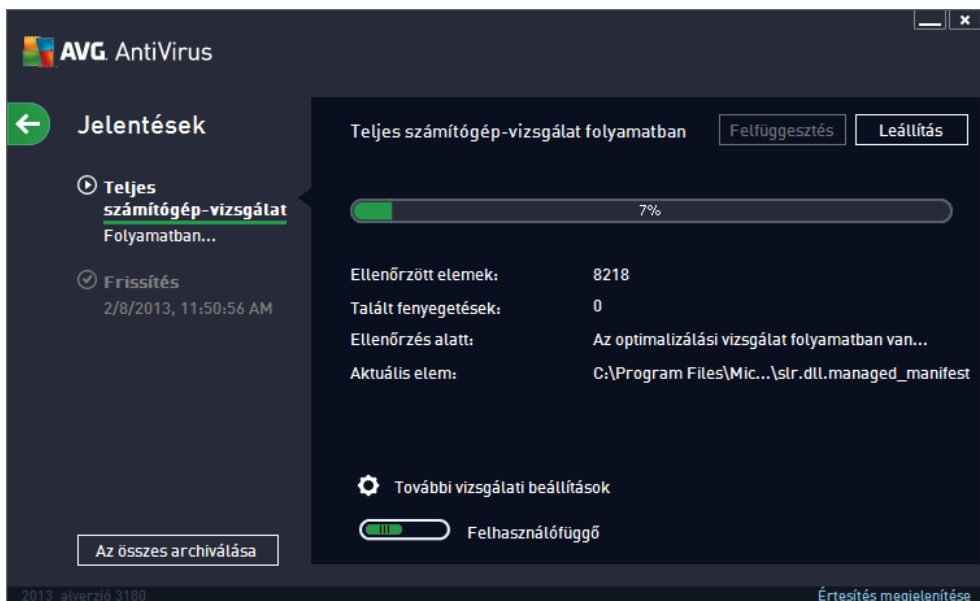 AVG. AntiVirus
Jelentések
Teljes
számítógép-vizsgálat
Folyamatban...
Frissítés
2/8/2013, 11:50:56 AM
Az összes archiválása
Teljes számítógép-vizsgálat folyamatban
Felfüggesztés
Leállítás
7%
Ellenőrzött elemek: 8218
Talált fenyegetések: 0
Ellenőrzés alatt: Az optimalizálási vizsgálat folyamatban van...
Aktuális elem: C:\Program Files\Mic...\slr.dll.managed_manifest
További vizsgálati beállítások
Felhasználófüggő
2013 alverzió 3180
Értesítés megjelenítése